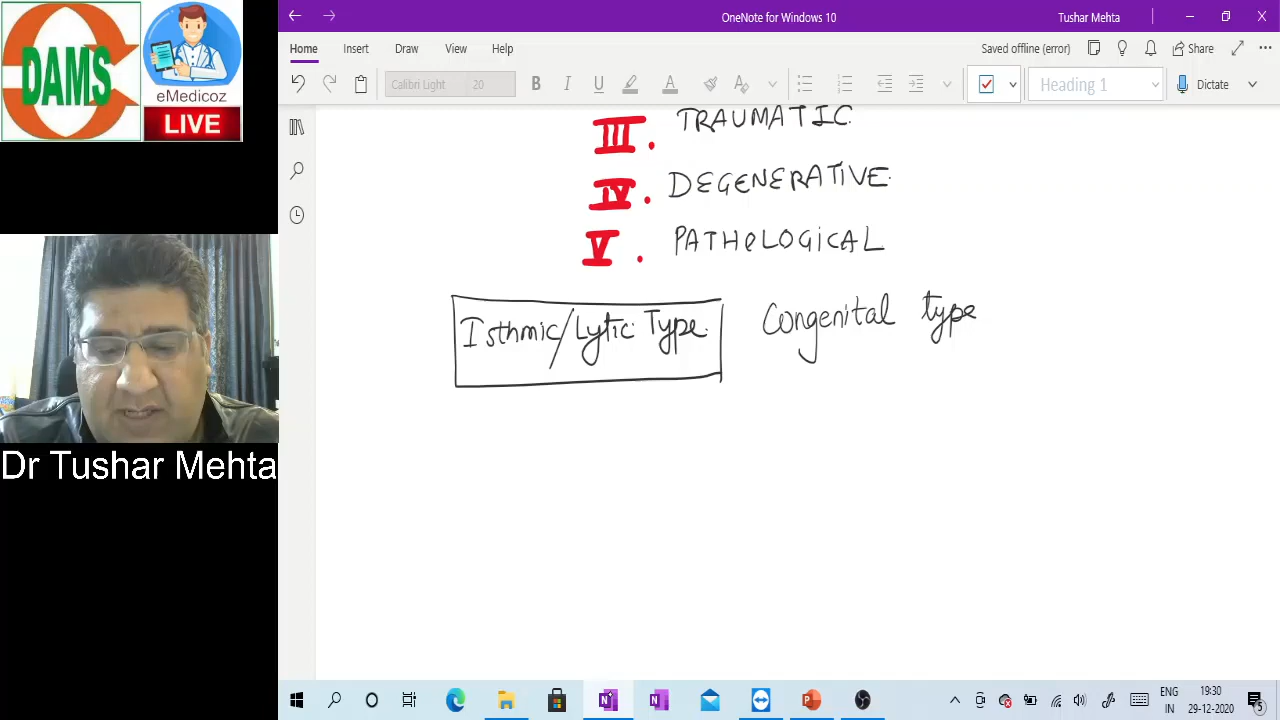 OneNote for Windows 10
Tushar Mehta
DAMS
eMedicoz
LIVE
Home Insert Draw View Help
Saved offline (error)
Share
Calibri Light 20
B I U A
Heading 1
Dictate
III. TRAUMATIC
IV. DEGENERATIVE
V. PATHOLOGICAL
Isthmic/Lytic Type
Congenital type
Dr Tushar Mehta
ENG
IN
19:30
29-12-2020